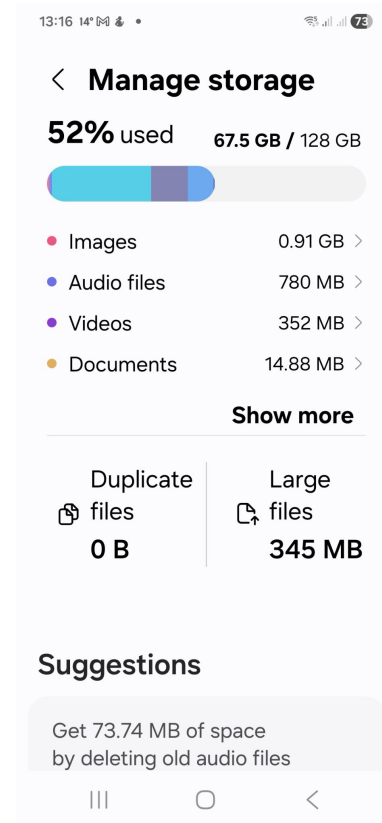 13:16 14°
73
Manage storage
52% used 67.5 GB / 128 GB
Images 0.91 GB
Audio files 780 MB
Videos 352 MB
Documents 14.88 MB
Show more
Duplicate files
0 B
Large files
345 MB
Suggestions
Get 73.74 MB of space
by deleting old audio files